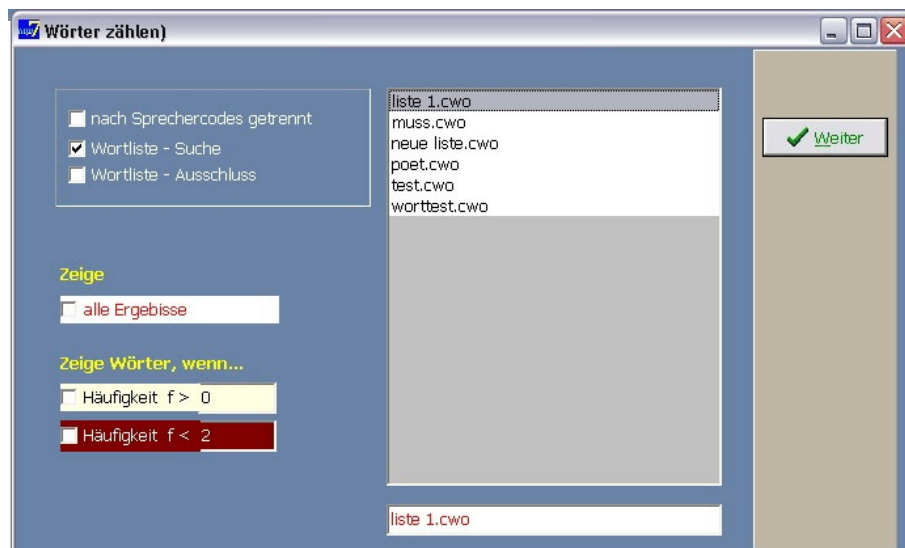 Wörter zählen)
nach Sprechercodes getrennt
Wortliste - Suche
Wortliste - Ausschluss
liste 1.cwo
muss.cwo
neue liste.cwo
poet.cwo
test.cwo
worttest.cwo
Weiter
Zeige
alle Ergebisse
Zeige Wörter, wenn...
Häufigkeit f > 0
Häufigkeit f < 2
liste 1.cwo